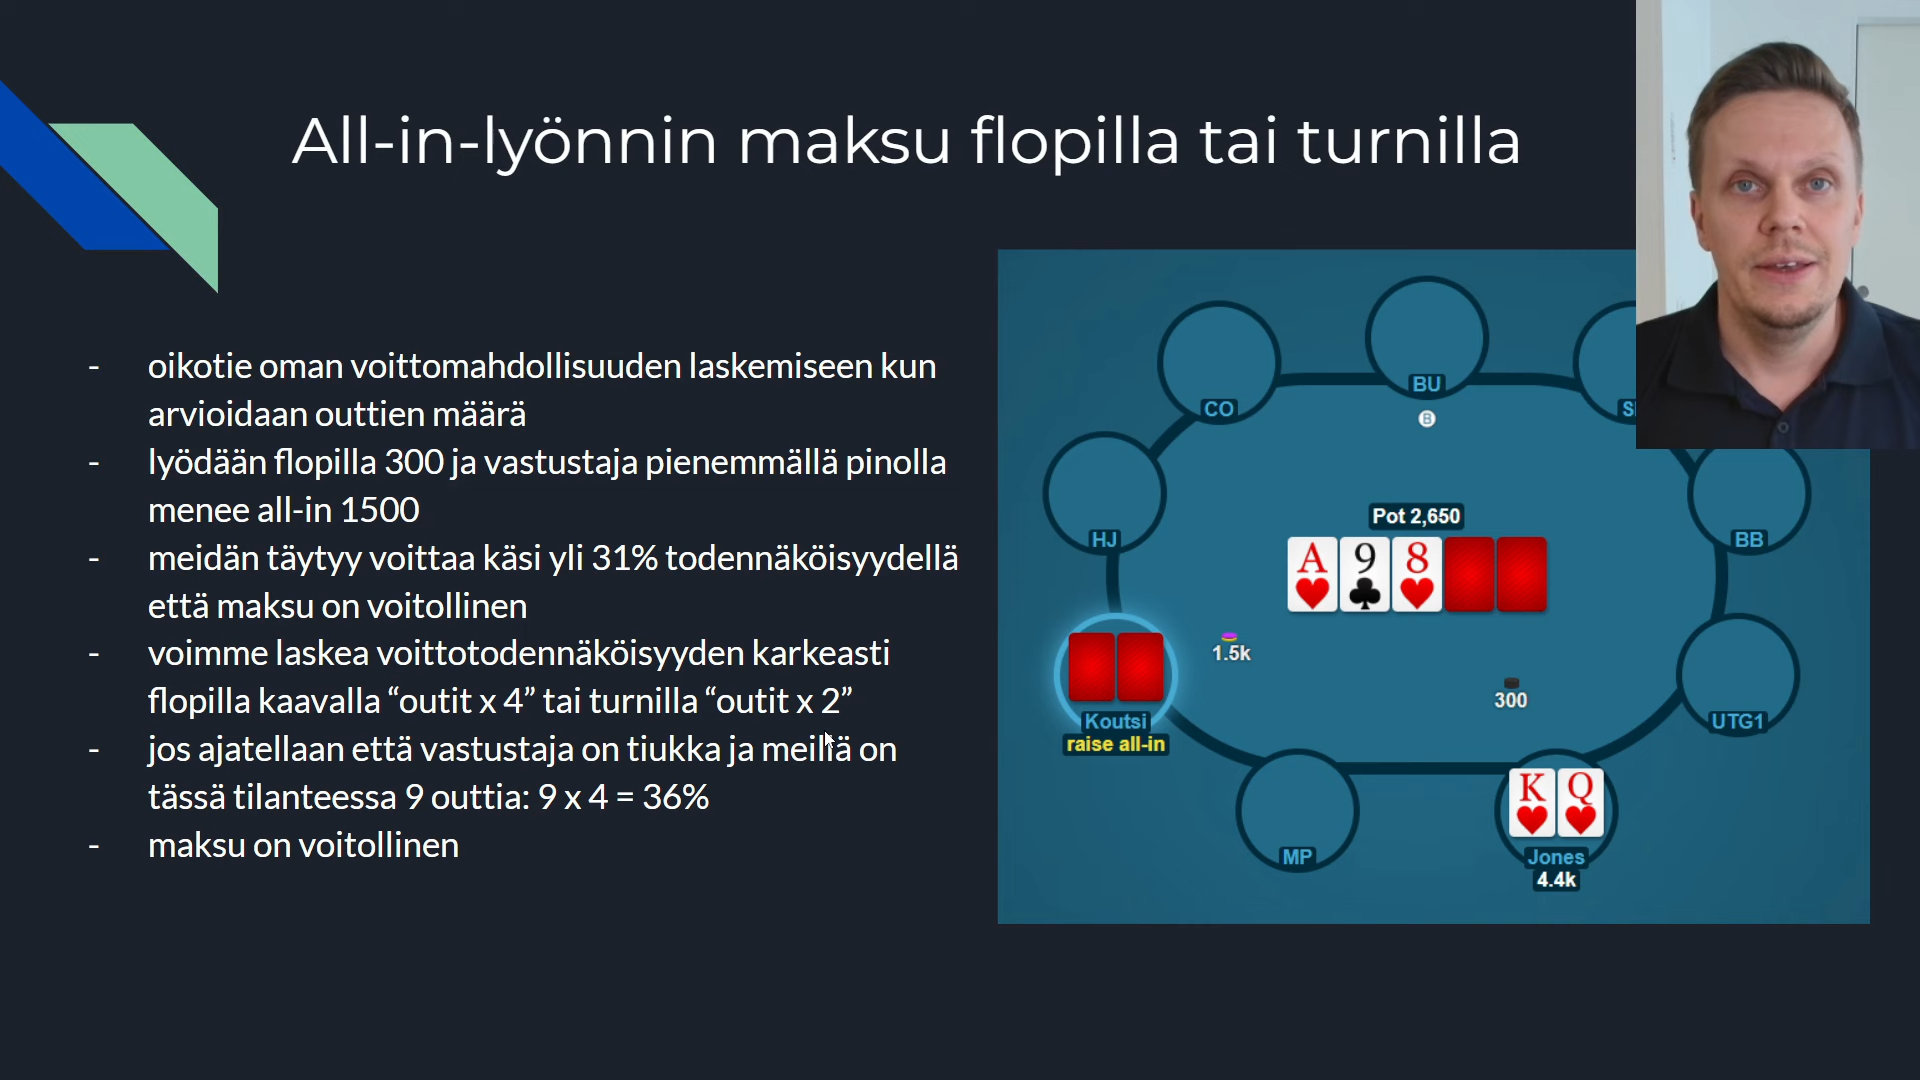 All-in-lyönnin maksu flopilla tai turnilla
- oikotie oman voittomahdollisuuden laskemiseen kun
arvioidaan outtien määrä
- lyödään flopilla 300 ja vastustaja pienemmällä pinolla
menee all-in 1500
- meidän täytyy voittaa käsi yli 31% todennäköisyydellä
että maksu on voitollinen
- voimme laskea voittotodennäköisyyden karkeasti
flopilla kaavalla “outit x 4” tai turnilla “outit x 2”
- jos ajatellaan että vastustaja on tiukka ja meillä on
tässä tilanteessa 9 outtia: 9 x 4 = 36%
- maksu on voitollinen
BU
CO
B
HJ
BB
Pot 2,650
A 9 8
1.5k
300
Koutsi
raise all-in
UTG1
K Q
MP
Jones
4.4k